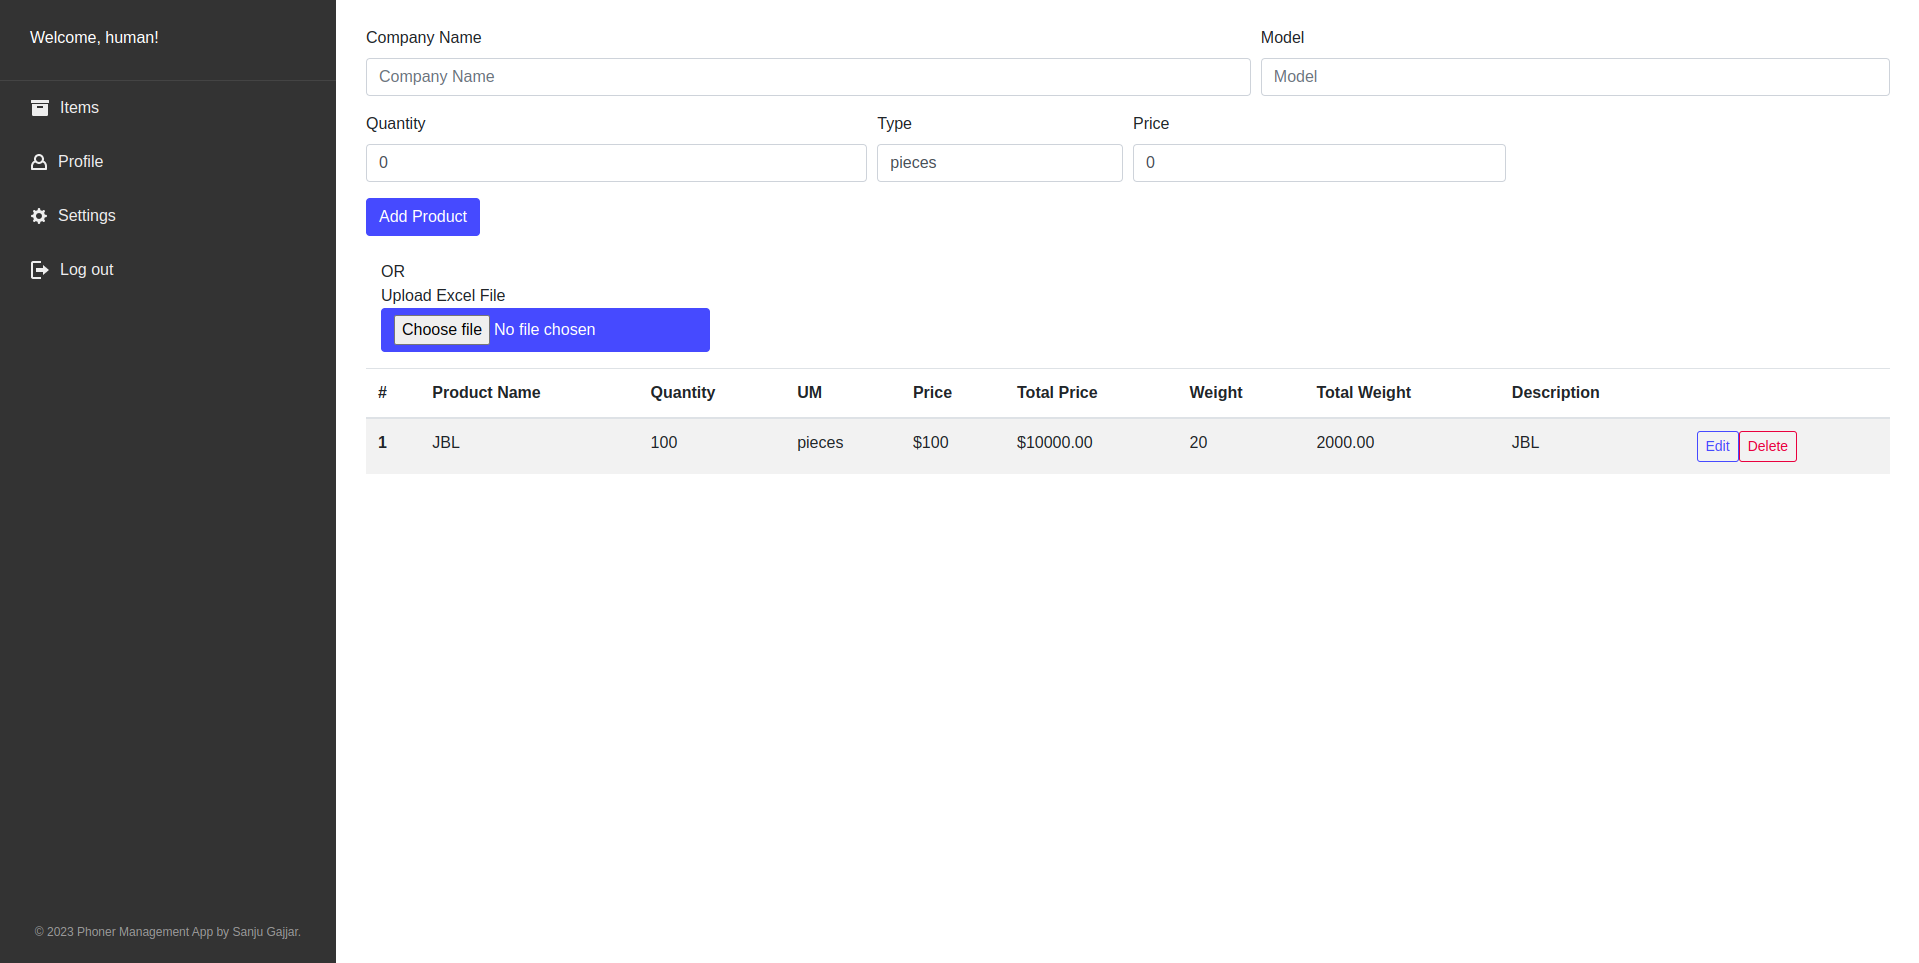 Welcome, human!
Items
Profile
Settings
Log out
© 2023 Phoner Management App by Sanju Gajjar.
Company Name Model
Company Name Model
Quantity Type Price
0 pieces 0
Add Product
OR
Upload Excel File
Choose file No file chosen
# Product Name Quantity UM Price Total Price Weight Total Weight Description
1 JBL 100 pieces $100 $10000.00 20 2000.00 JBL Edit Delete